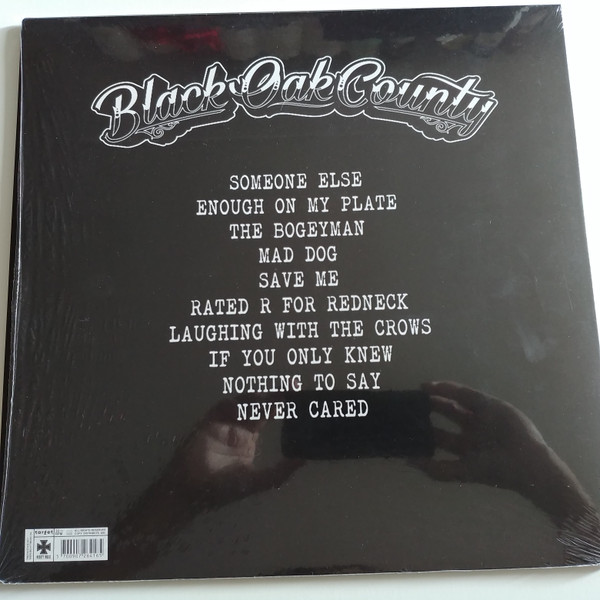 Black Oak County
SOMEONE ELSE
ENOUGH ON MY PLATE
THE BOGEYMAN
MAD DOG
SAVE ME
RATED R FOR REDNECK
LAUGHING WITH THE CROWS
IF YOU ONLY KNEW
NOTHING TO SAY
NEVER CARED
target